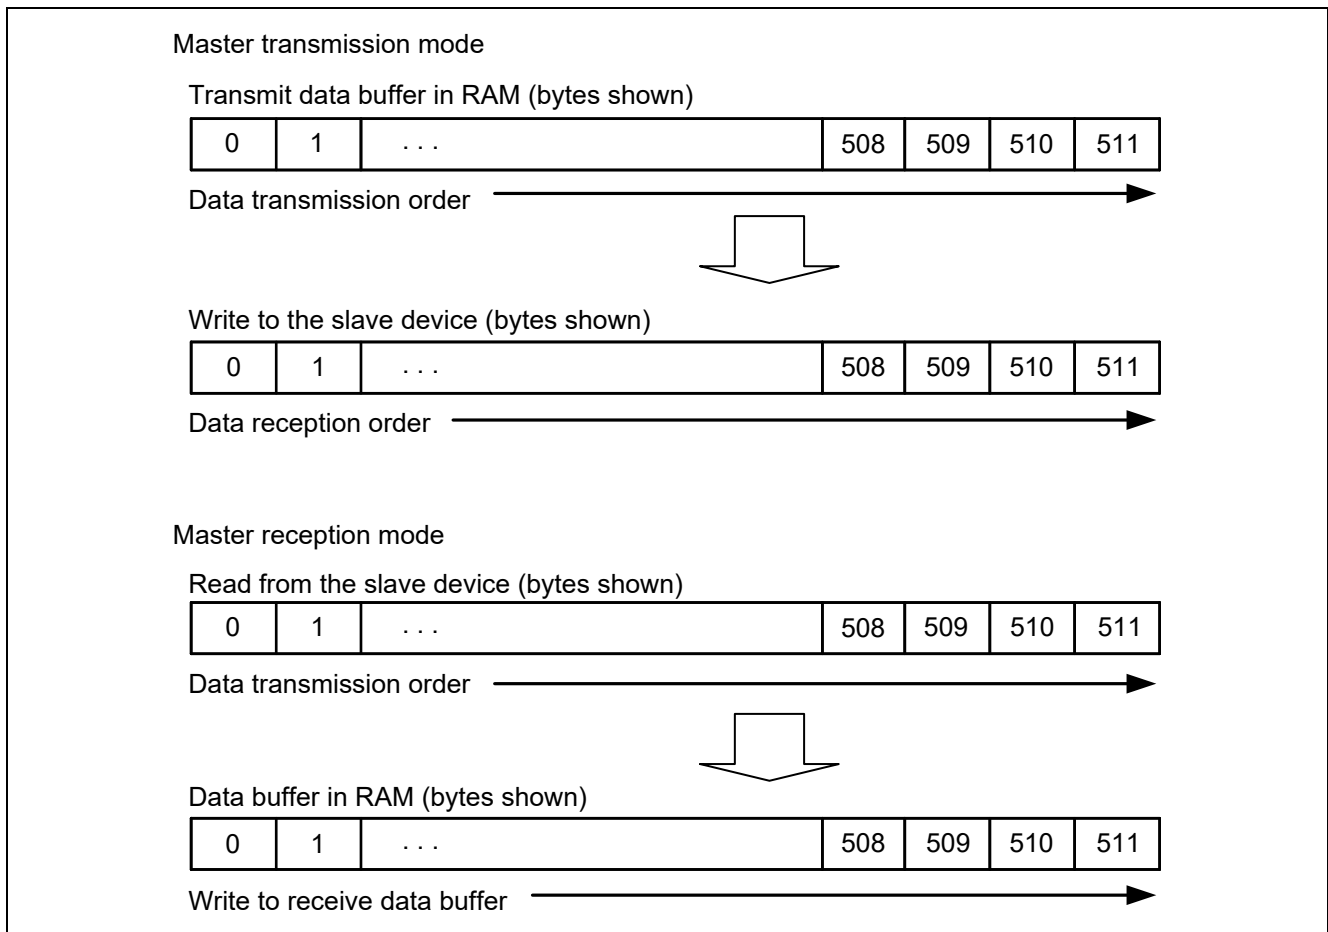 Master transmission mode
Transmit data buffer in RAM (bytes shown)
0 1 . . . 508 509 510 511
Data transmission order
Write to the slave device (bytes shown)
0 1 . . . 508 509 510 511
Data reception order
Master reception mode
Read from the slave device (bytes shown)
0 1 . . . 508 509 510 511
Data transmission order
Data buffer in RAM (bytes shown)
0 1 . . . 508 509 510 511
Write to receive data buffer